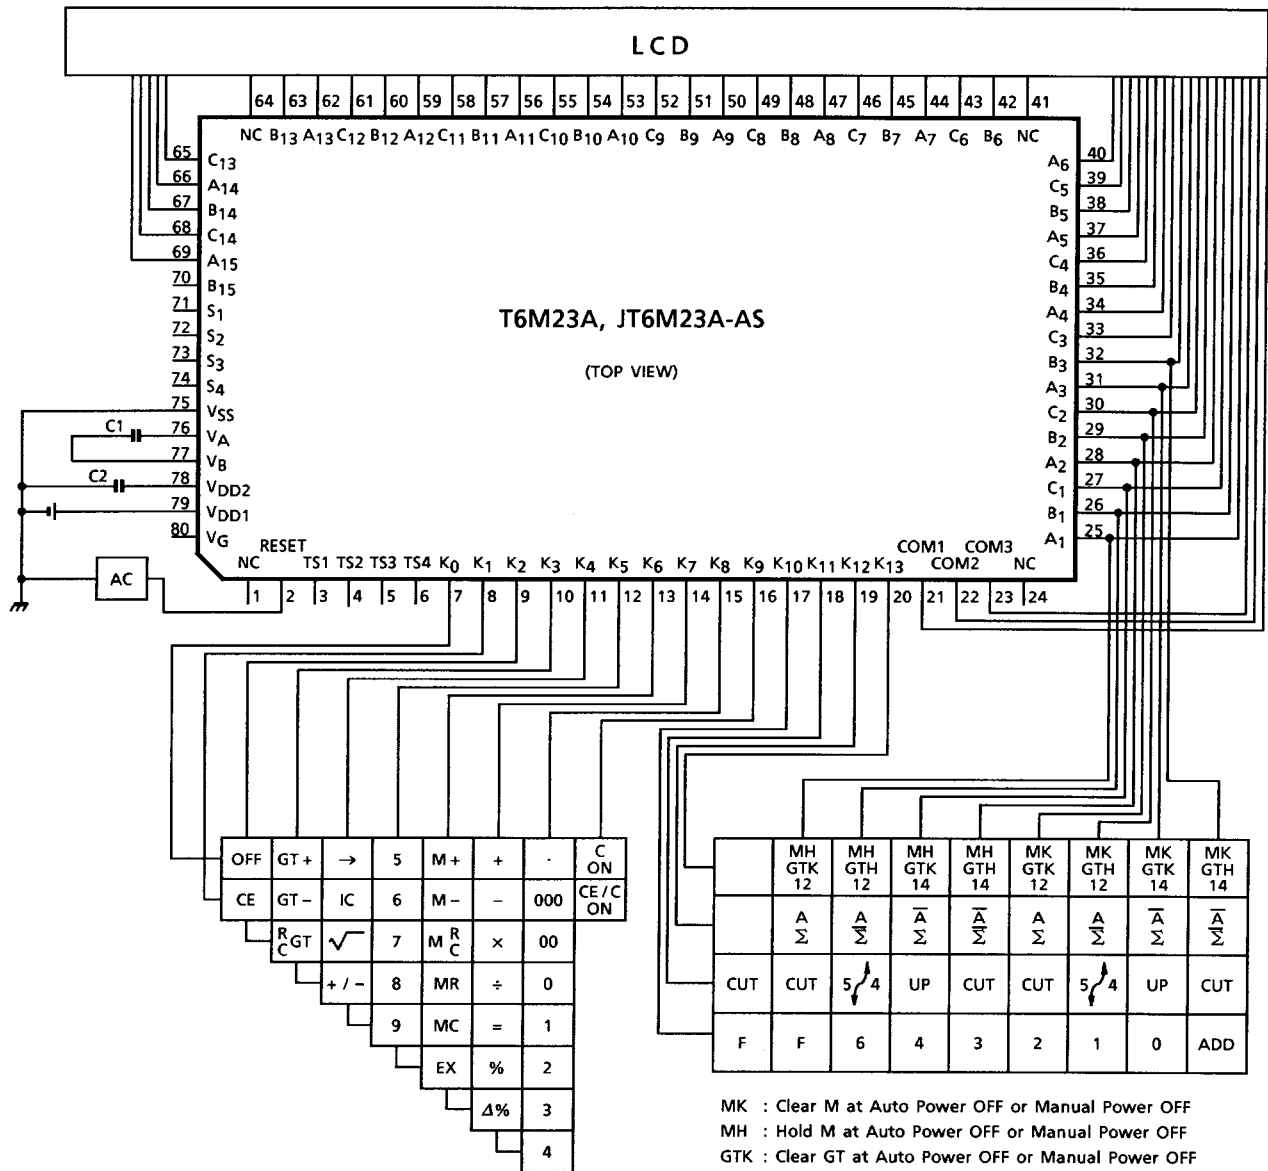 LCD
64 63 62 61 60 59 58 57 56 55 54 53 52 51 50 49 48 47 46 45 44 43 42 41
NC B13 A13 C12 B12 A12 C11 B11 A11 C10 B10 A10 C9 B9 A9 C8 B8 A8 C7 B7 A7 C6 B6 NC
65 C13
66 A14
67 B14
68 C14
69 A15
70 B15
71 S1
72 S2
73 S3
74 S4
75 VSS
C1 76 VA
77 VB
C2 78 VDD2
79 VDD1
80 VG
AC
T6M23A, JT6M23A-AS
(TOP VIEW)
A6 40
C5 39
B5 38
A5 37
C4 36
B4 35
A4 34
C3 33
B3 32
A3 31
C2 30
B2 29
A2 28
C1 27
B1 26
A1 25
NC RESET TS1 TS2 TS3 TS4 K0 K1 K2 K3 K4 K5 K6 K7 K8 K9 K10 K11 K12 K13 COM1 COM2 COM3 NC
1 2 3 4 5 6 7 8 9 10 11 12 13 14 15 16 17 18 19 20 21 22 23 24
OFF GT+ → 5 M+ + · C ON
CE GT− IC 6 M− − 000 CE/C ON
R C GT √ 7 M R C × 00
+/− 8 MR ÷ 0
9 MC = 1
EX % 2
Δ% 3
4
MH MH MH MH MK MK MK MK
GTK GTH GTK GTH GTK GTH GTK GTH
12 12 14 14 12 12 14 14
A A A̅ A̅ A A A̅ A̅
Σ Σ̅ Σ Σ̅ Σ Σ̅ Σ Σ̅
CUT CUT 5 4 UP CUT CUT 5 4 UP CUT
F F 6 4 3 2 1 0 ADD
MK : Clear M at Auto Power OFF or Manual Power OFF
MH : Hold M at Auto Power OFF or Manual Power OFF
GTK : Clear GT at Auto Power OFF or Manual Power OFF